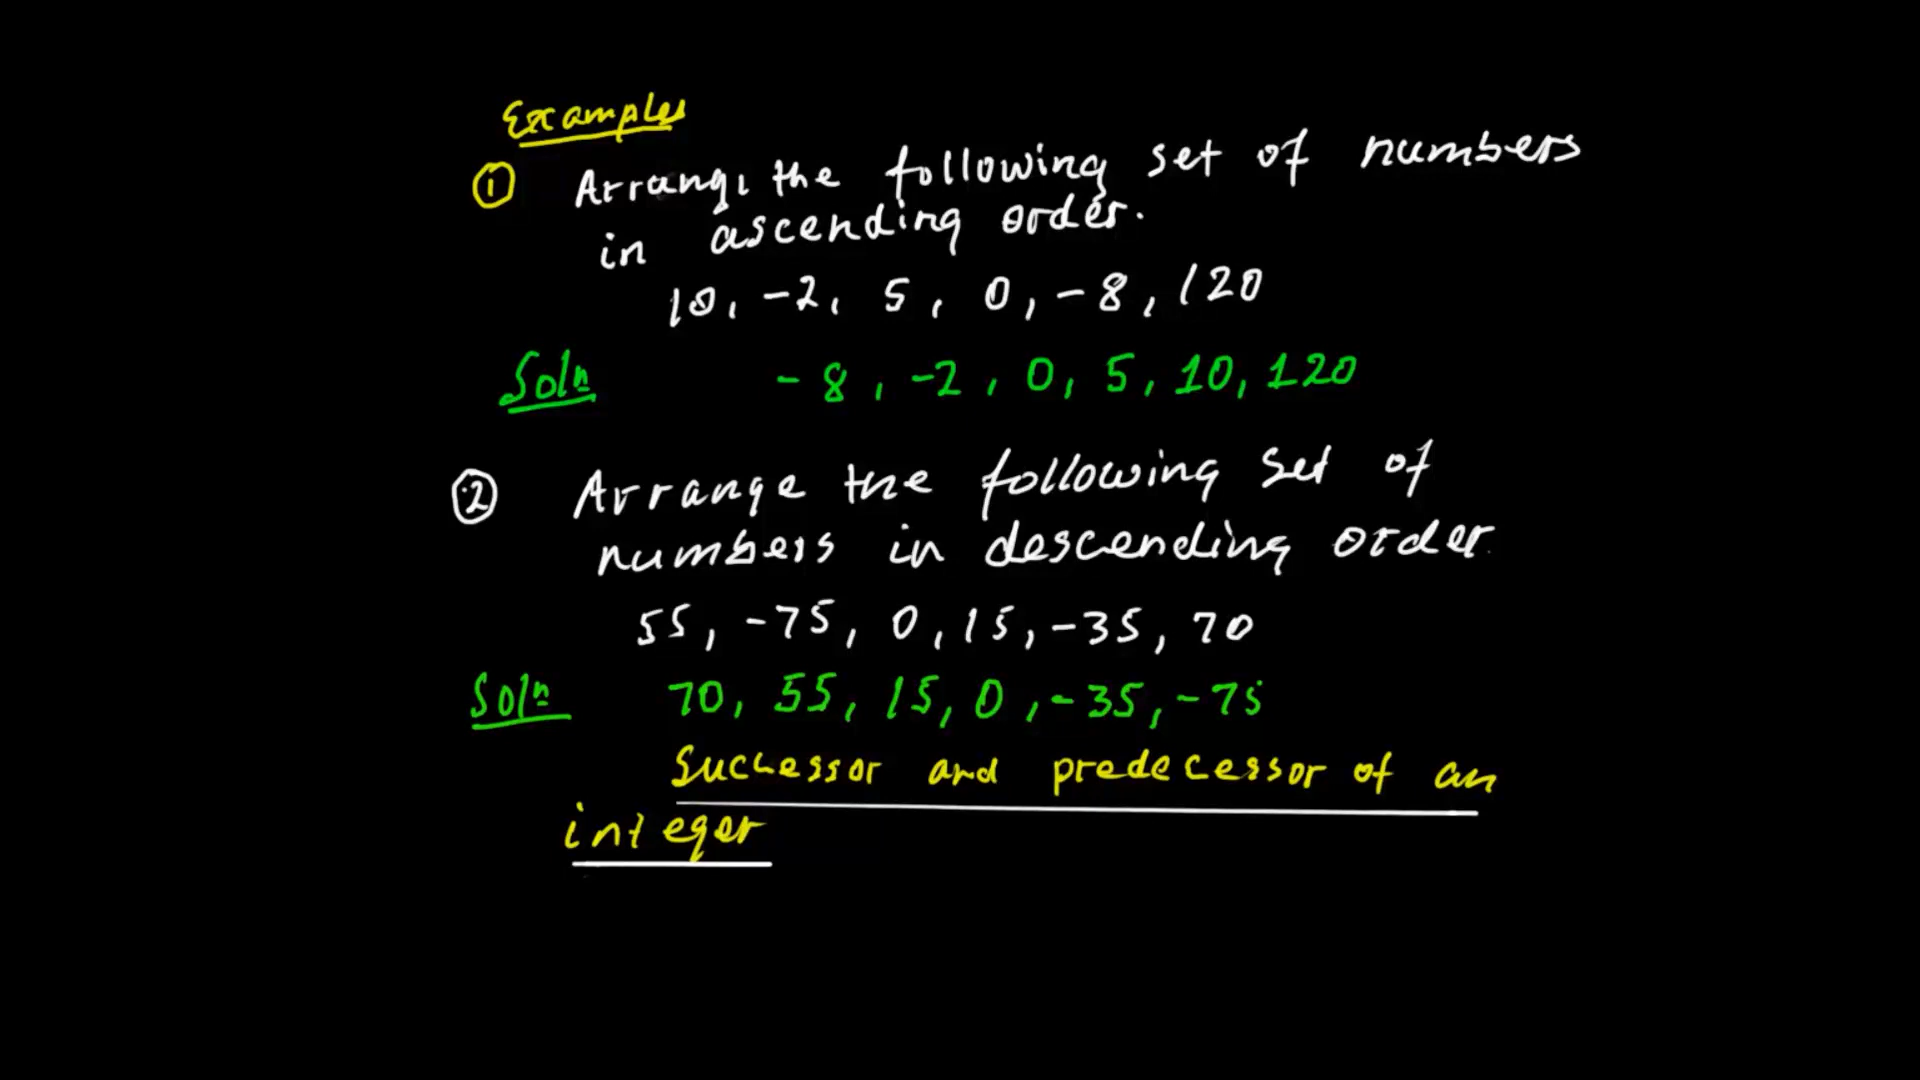 Examples
① Arrange the following set of numbers
in ascending order.
10, -2, 5, 0, -8, 120
Soln -8, -2, 0, 5, 10, 120
② Arrange the following set of
numbers in descending order.
55, -75, 0, 15, -35, 70
Soln 70, 55, 15, 0, -35, -75
Successor and predecessor of an
integer